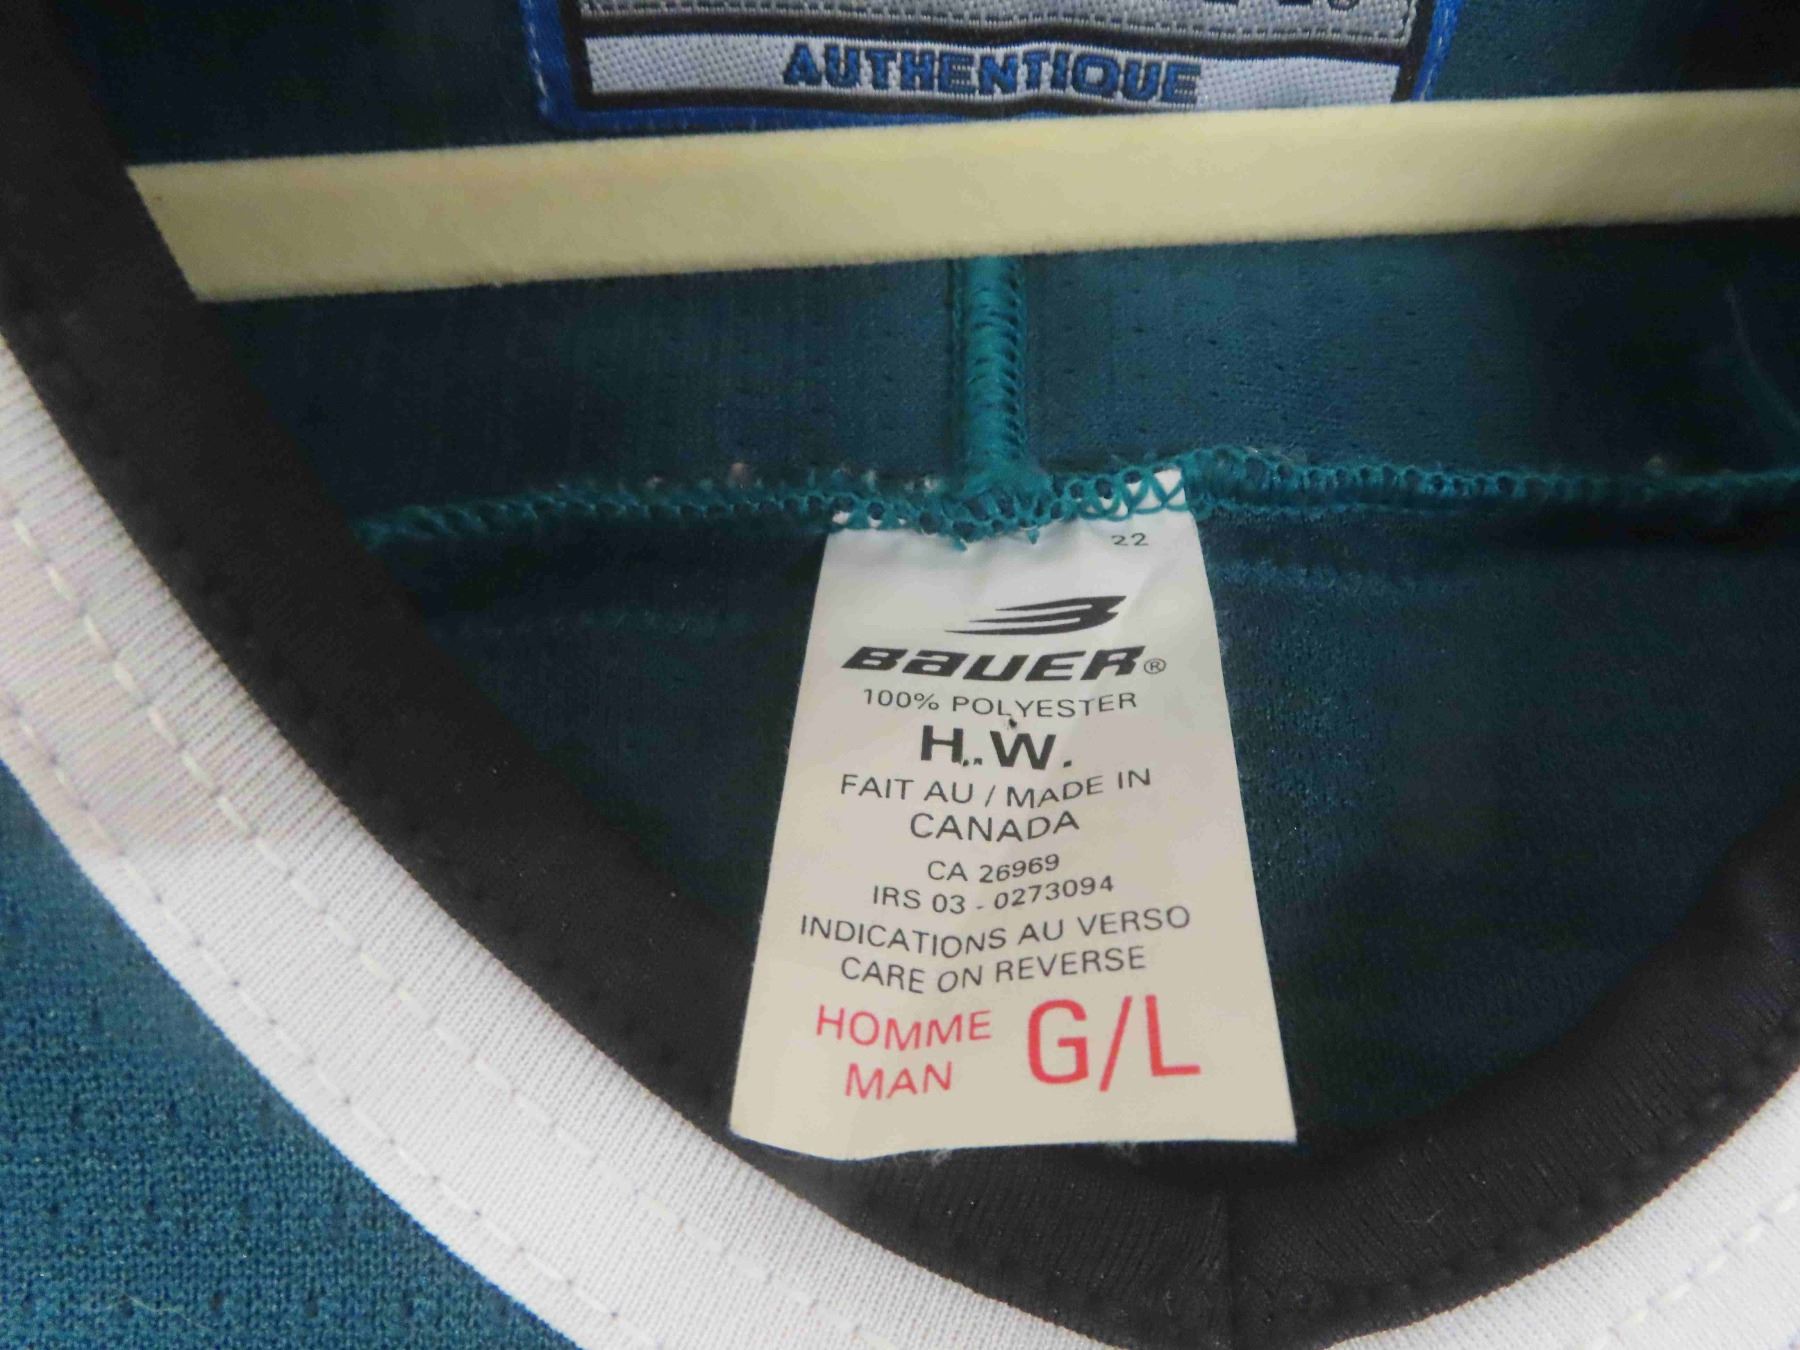 AUTHENTIQUE
22
BAUER®
100% POLYESTER
H.W.
FAIT AU / MADE IN
CANADA
CA 26969
IRS 03 - 0273094
INDICATIONS AU VERSO
CARE ON REVERSE
HOMME G/L
MAN